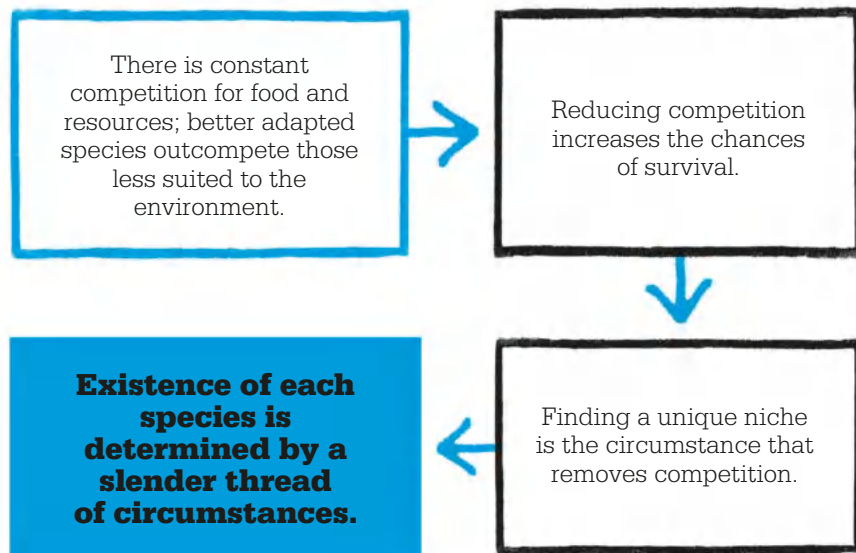 There is constant
competition for food and
resources; better adapted
species outcompete those
less suited to the
environment.
Reducing competition
increases the chances
of survival.
Finding a unique niche
is the circumstance that
removes competition.
Existence of each
species is
determined by a
slender thread
of circumstances.